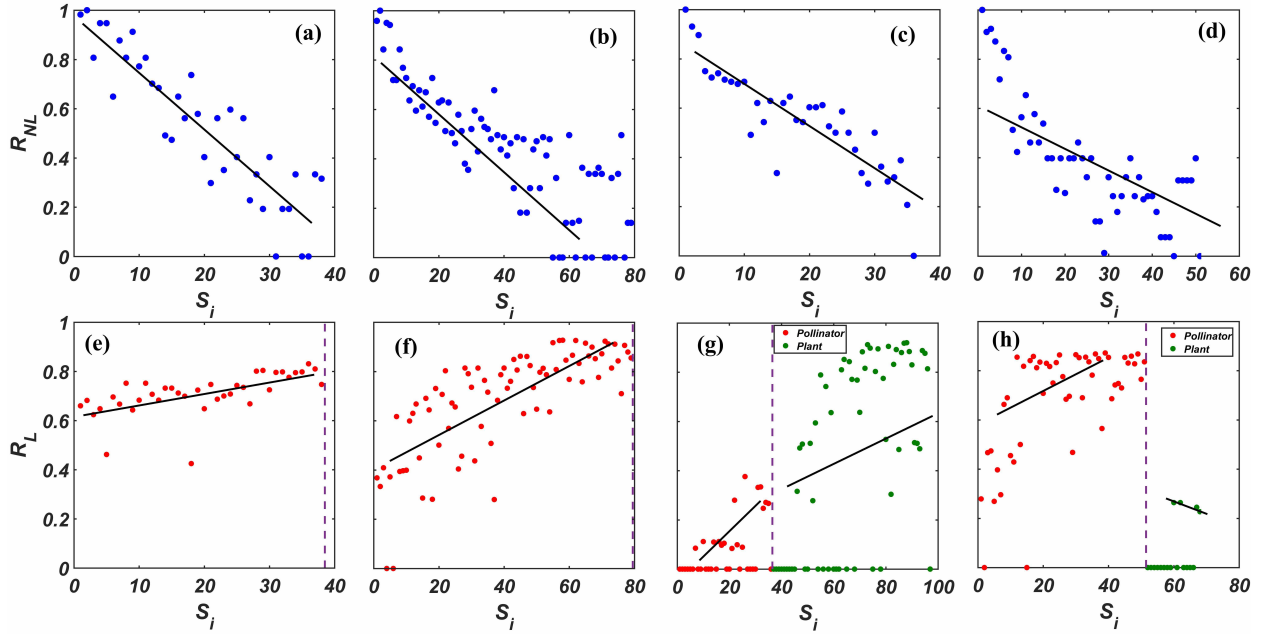 (a)
(b)
(c)
(d)
1
0.8
0.6
0.4
0.2
0
R_NL
0 10 20 30 40
S_i
0 20 40 60 80
S_i
0 10 20 30 40
S_i
0 10 20 30 40 50 60
S_i
(e)
(f)
(g)
(h)
Pollinator
Plant
Pollinator
Plant
1
0.8
0.6
0.4
0.2
0
R_L
0 10 20 30 40
S_i
0 20 40 60 80
S_i
0 20 40 60 80 100
S_i
0 20 40 60 80
S_i